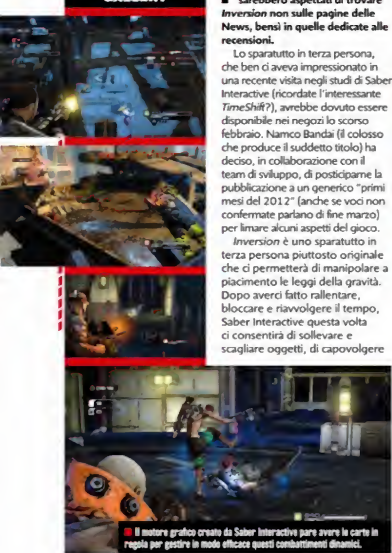 sarebbero aspettati di trovare
Inversion non sulle pagine delle
News, bensì in quelle dedicate alle
recensioni.
Lo sparatutto in terza persona,
che ben ci aveva impressionato in
una recente visita negli studi di Saber
Interactive (ricordate l'interessante
TimeShift?), avrebbe dovuto essere
disponibile nei negozi lo scorso
febbraio. Namco Bandai (il colosso
che produce il suddetto titolo) ha
deciso, in collaborazione con il
team di sviluppo, di posticiparne la
pubblicazione a un generico "primi
mesi del 2012" (anche se voci non
confermate parlano di fine marzo)
per limare alcuni aspetti del gioco.
Inversion è uno sparatutto in
terza persona piuttosto originale
che ci permetterà di manipolare a
piacimento le leggi della gravità.
Dopo averci fatto rallentare,
bloccare e riavvolgere il tempo,
Saber Interactive questa volta
ci consentirà di sollevare e
scagliare oggetti, di capovolgere
Il motore grafico creato da Saber Interactive pare avere le carte in
regola per gestire in modo efficace questi combattimenti dinamici.